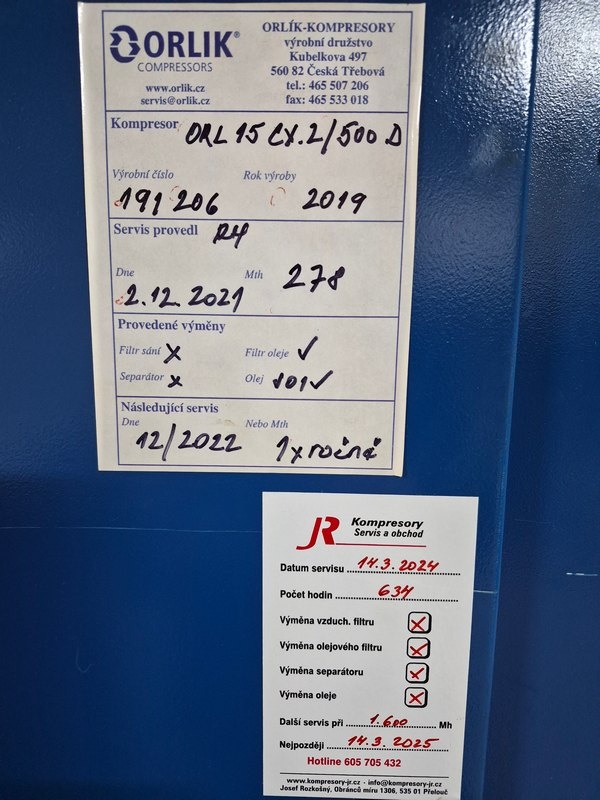 ORLIK®
COMPRESSORS
www.orlik.cz
servis@orlik.cz
ORLÍK-KOMPRESORY
výrobní družstvo
Kubelkova 497
560 82 Česká Třebová
tel.: 465 507 206
fax: 465 533 018
Kompresor ORL 15 CX.2/500 D
Výrobní číslo Rok výroby
191 206 2019
Servis provedl
Dne Mth 278
2.12.2021
Provedené výměny
Filtr sání X Filtr oleje ✓
Separátor X Olej ✓
Následující servis
Dne Nebo Mth
12/2022 1x ročně
JR Kompresory
Servis a obchod
Datum servisu 14.3.2024
Počet hodin 634
Výměna vzduch. filtru X
Výměna olejového filtru X
Výměna separátoru X
Výměna oleje X
Další servis při 1.600 Mh
Nejpozději 14.3.2025
Hotline 605 705 432
www.kompresory-jr.cz · info@kompresory-jr.cz
Josef Rozkošný, Obránců míru 1306, 535 01 Přelouč